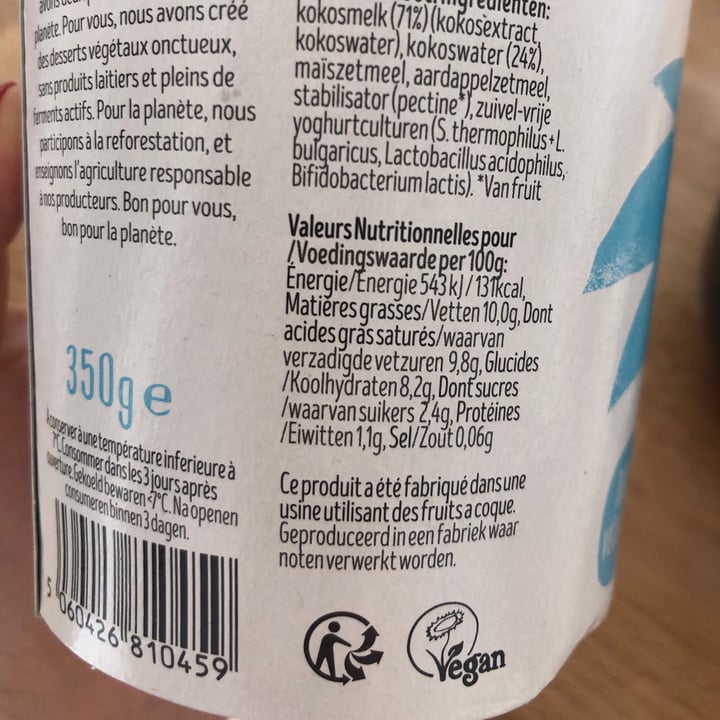 planète. Pour vous, nous avons créé
des desserts végétaux onctueux,
sans produits laitiers et pleins de
ferments actifs. Pour la planète, nous
participons à la reforestation, et
enseignons l'agriculture responsable
à nos producteurs. Bon pour vous,
bon pour la planète.
350g e
A conserver à une température inferieure à
7°C. Consommer dans les 3 jours après
ouverture. Gekoeld bewaren <7°C. Na openen
consumeren binnen 3 dagen.
5 060426 810459
kokosmelk (71%) (kokosextract,
kokoswater), kokoswater (24%),
maïszetmeel, aardappelzetmeel,
stabilisator (pectine*), zuivel-vrije
yoghurtculturen (S. thermophilus + L.
bulgaricus, Lactobacillus acidophilus,
Bifidobacterium lactis). *Van fruit
Valeurs Nutritionnelles pour
/Voedingswaarde per 100g:
Énergie/Energie 543 kJ / 131kcal,
Matières grasses/Vetten 10,0g, Dont
acides gras saturés/waarvan
verzadigde vetzuren 9,8g, Glucides
/Koolhydraten 8,2g, Dont sucres
/waarvan suikers 2,4g, Protéines
/Eiwitten 1,1g, Sel/Zout 0,06g
Ce produit a été fabriqué dans une
usine utilisant des fruits a coque.
Geproduceerd in een fabriek waar
noten verwerkt worden.
Vegan